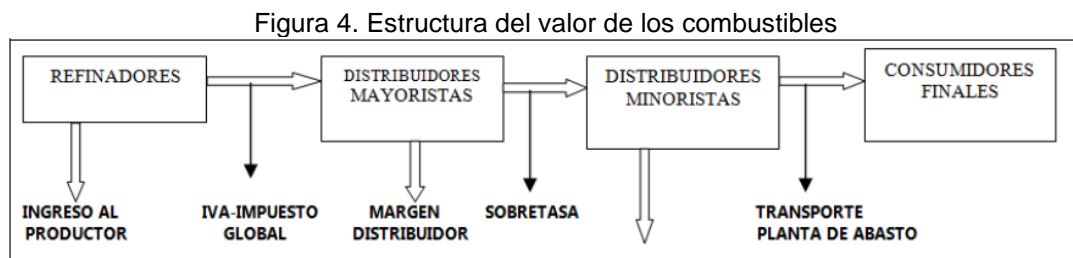 Figura 4. Estructura del valor de los combustibles
REFINADORES
DISTRIBUIDORES
MAYORISTAS
DISTRIBUIDORES
MINORISTAS
CONSUMIDORES
FINALES
INGRESO AL
PRODUCTOR
IVA-IMPUESTO
GLOBAL
MARGEN
DISTRIBUIDOR
SOBRETASA
TRANSPORTE
PLANTA DE ABASTO